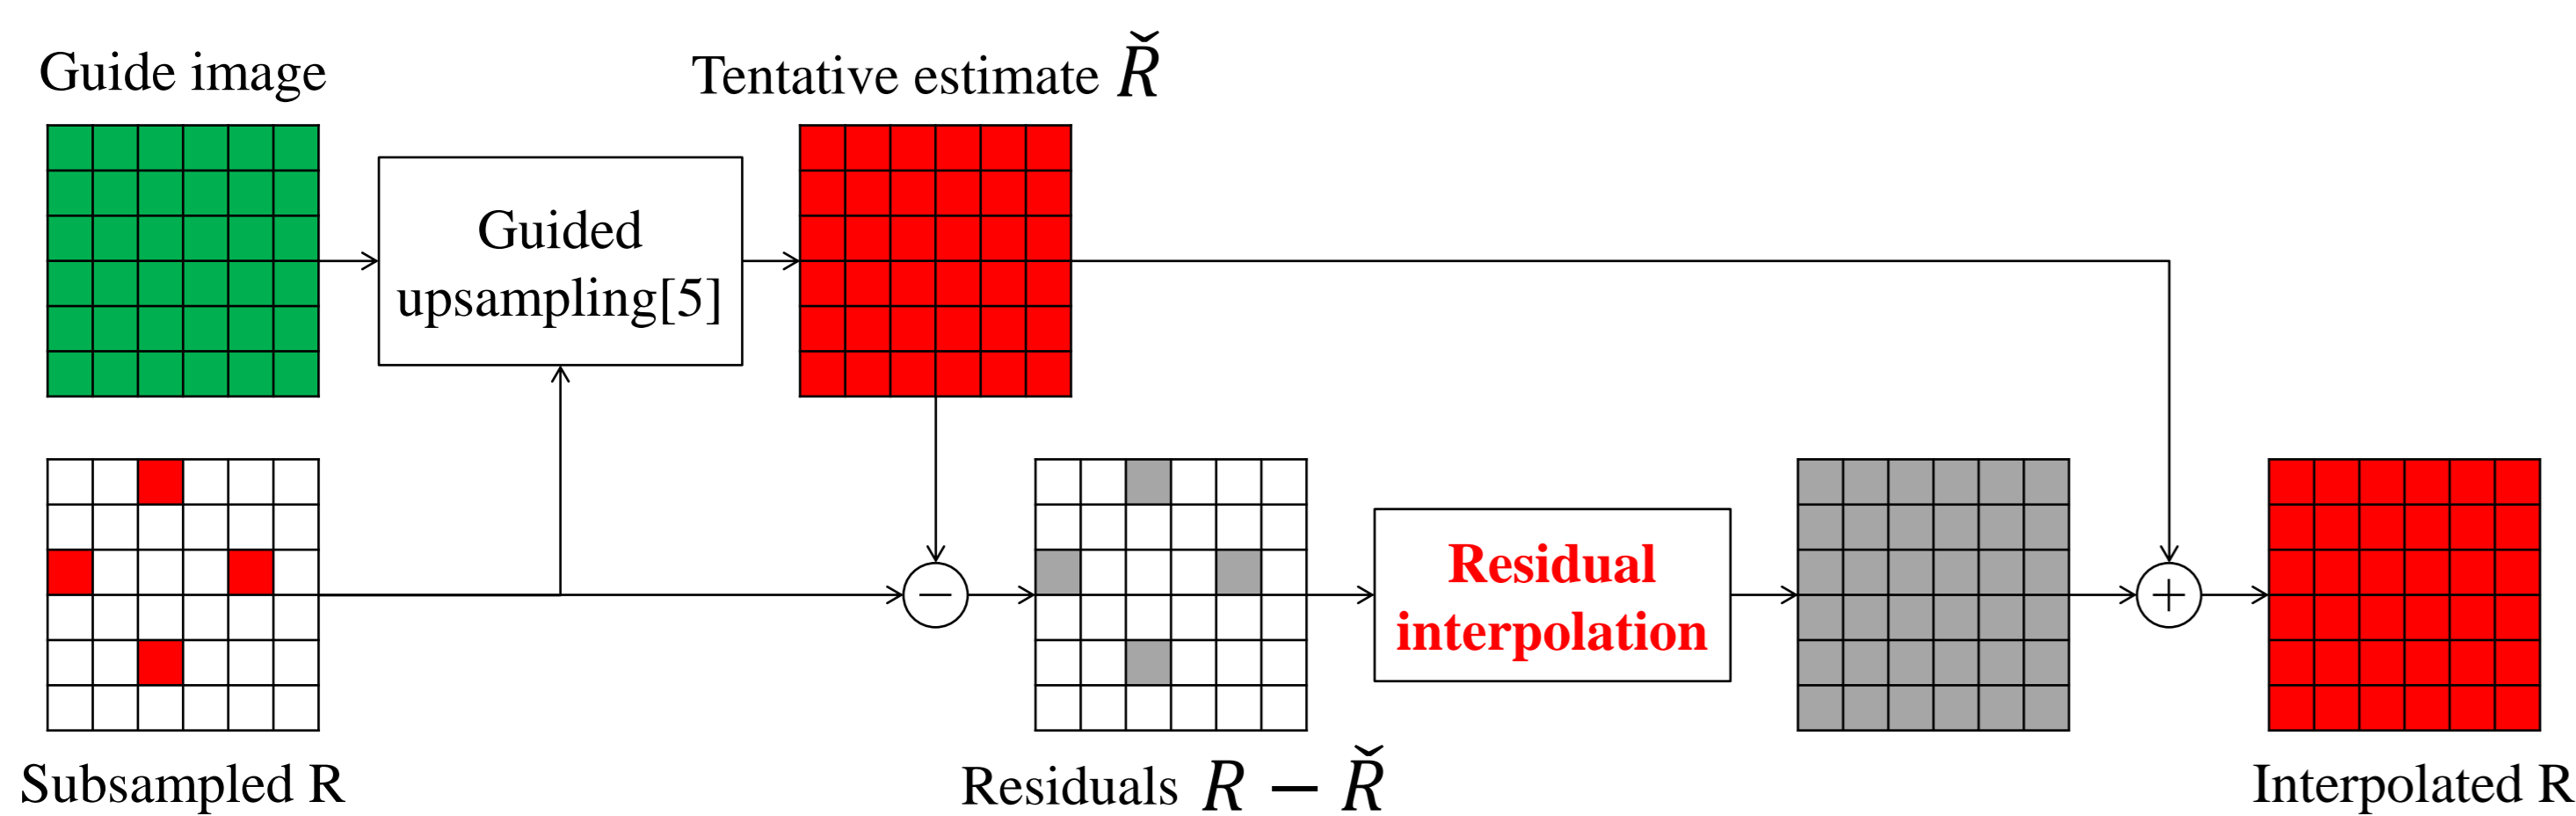 Guide image
Tentative estimate Ř
Guided
upsampling[5]
Residual
interpolation
Subsampled R
Residuals R − Ř
Interpolated R